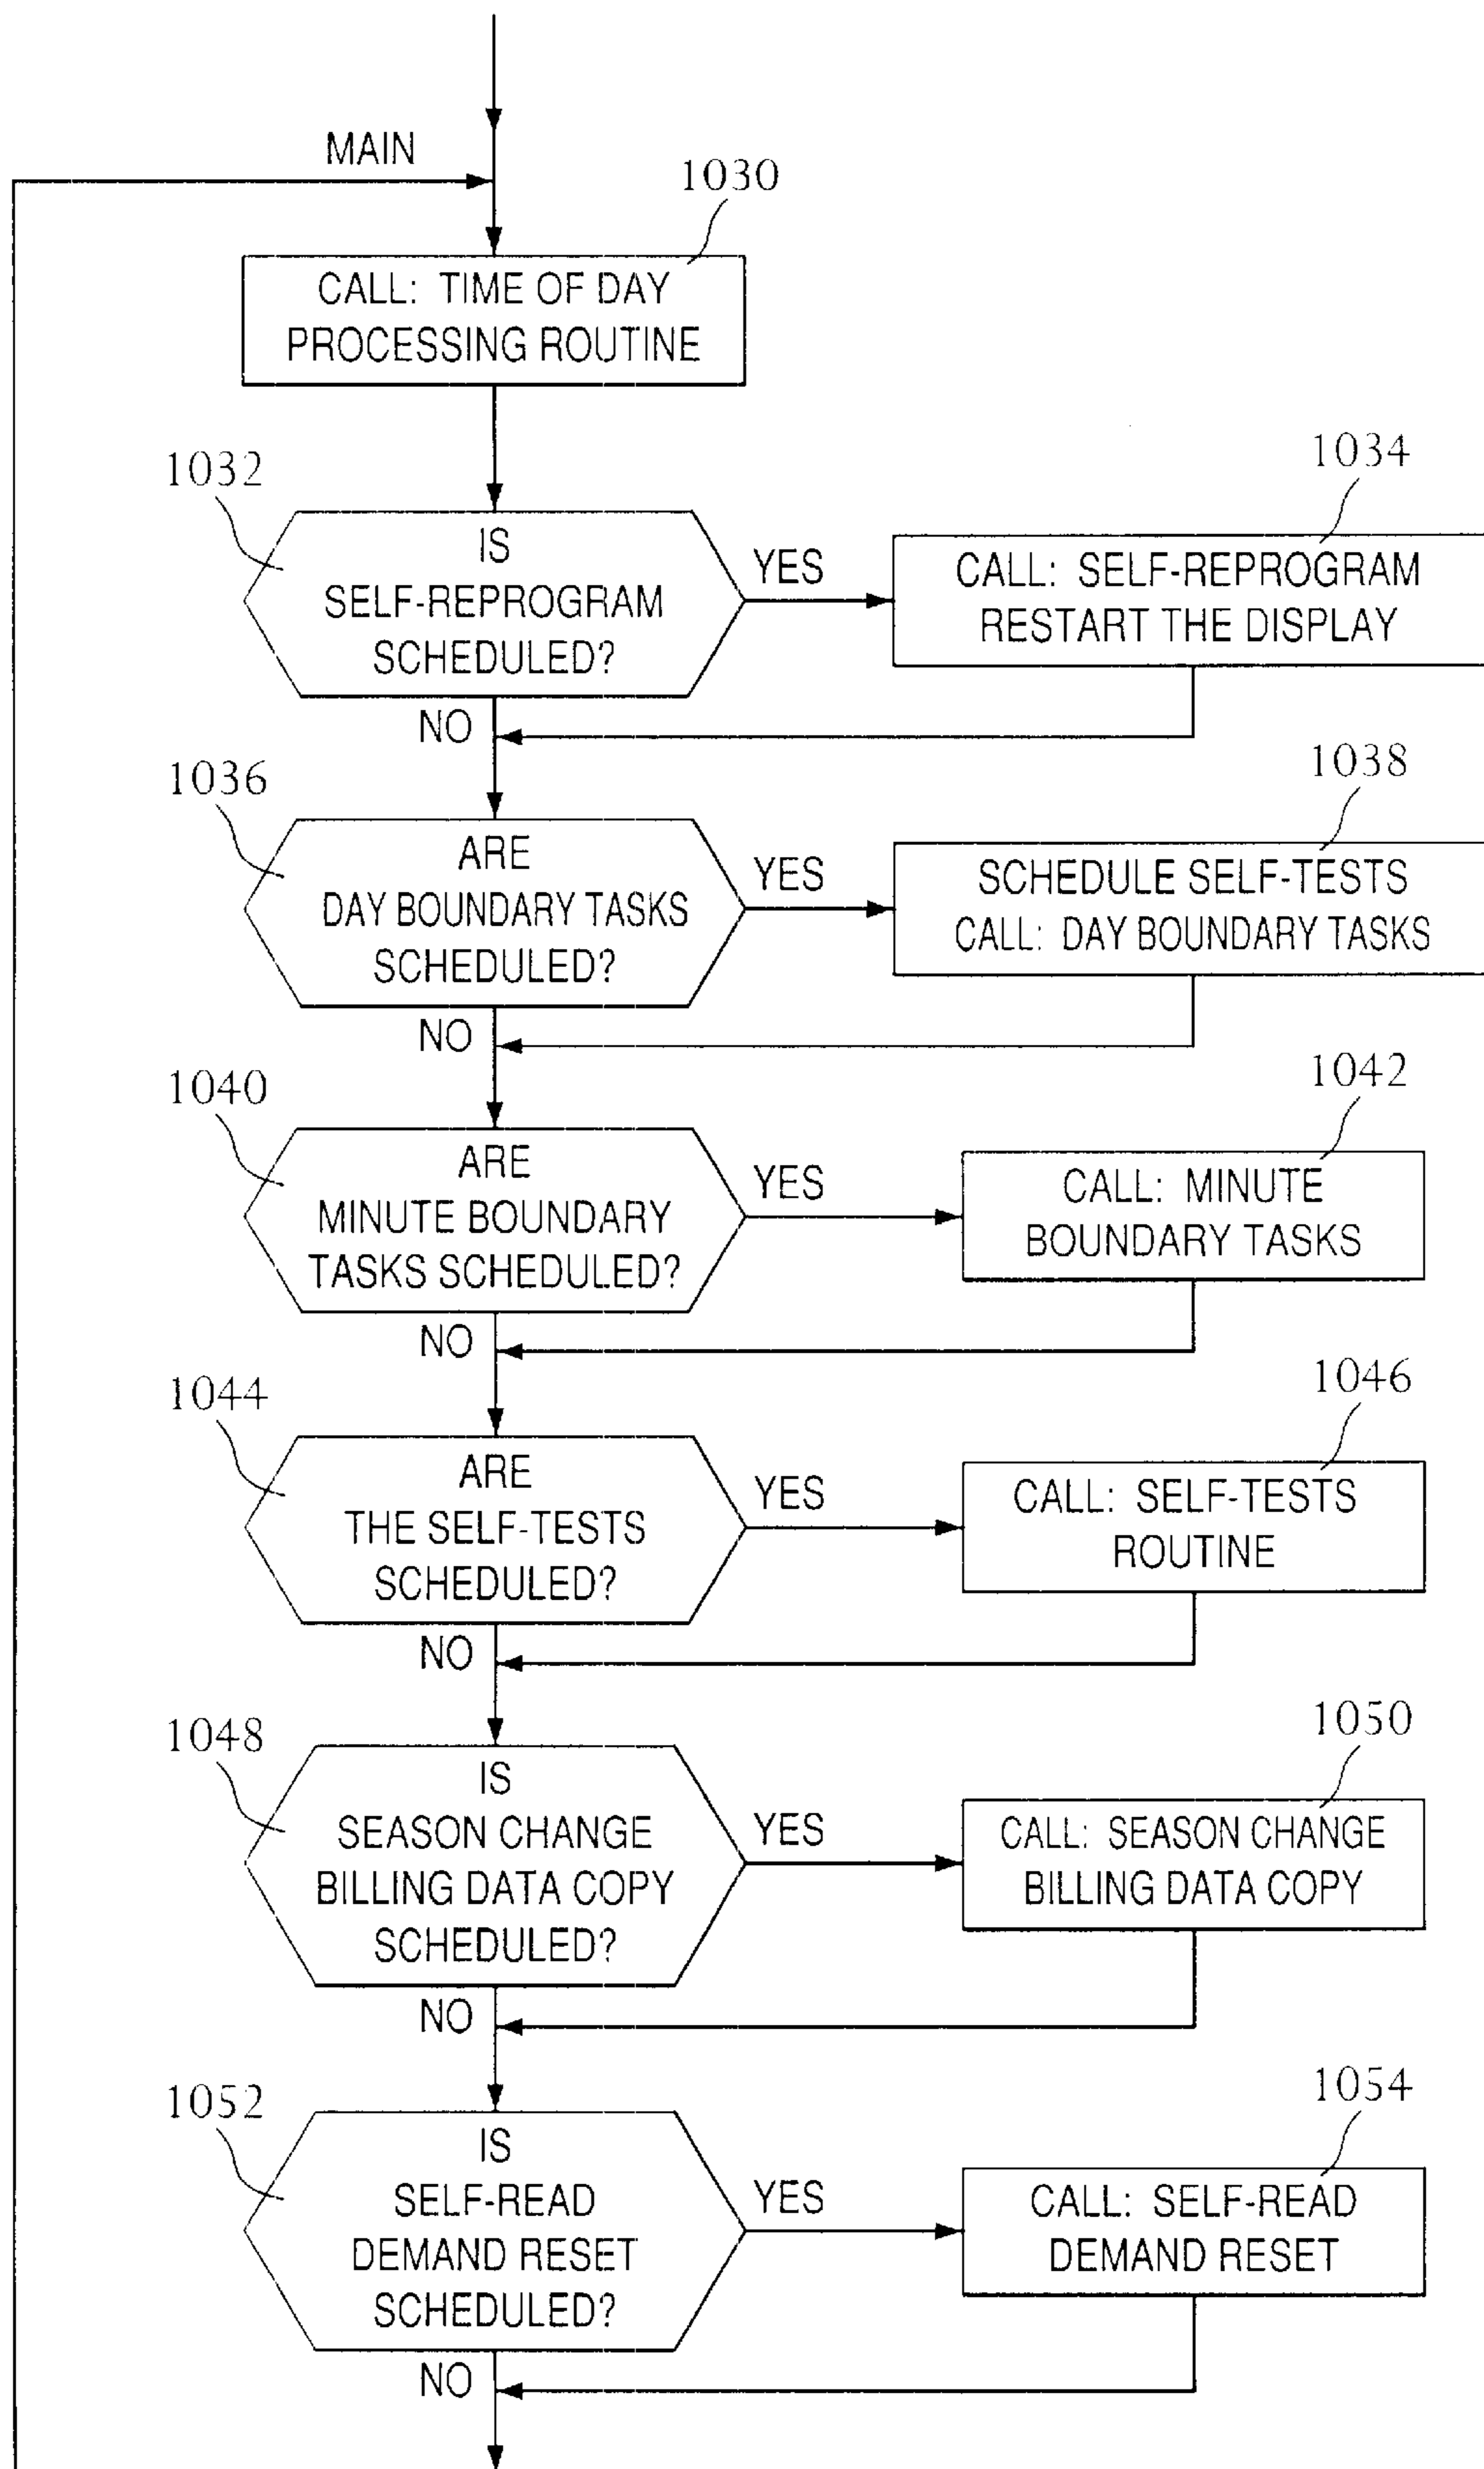 MAIN
1030
CALL: TIME OF DAY
PROCESSING ROUTINE
1032
IS
SELF-REPROGRAM
SCHEDULED?
YES
1034
CALL: SELF-REPROGRAM
RESTART THE DISPLAY
NO
1036
ARE
DAY BOUNDARY TASKS
SCHEDULED?
YES
1038
SCHEDULE SELF-TESTS
CALL: DAY BOUNDARY TASKS
NO
1040
ARE
MINUTE BOUNDARY
TASKS SCHEDULED?
YES
1042
CALL: MINUTE
BOUNDARY TASKS
NO
1044
ARE
THE SELF-TESTS
SCHEDULED?
YES
1046
CALL: SELF-TESTS
ROUTINE
NO
1048
IS
SEASON CHANGE
BILLING DATA COPY
SCHEDULED?
YES
1050
CALL: SEASON CHANGE
BILLING DATA COPY
NO
1052
IS
SELF-READ
DEMAND RESET
SCHEDULED?
YES
1054
CALL: SELF-READ
DEMAND RESET
NO